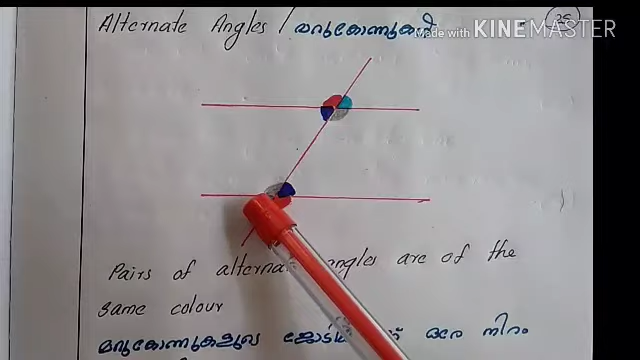 Alternate Angles / മറുകോണുകൾ
25
Made with KINEMASTER
Pairs of alternate angles are of the
same colour
മറുകോണുകളുടെ ഒരേ നിറം